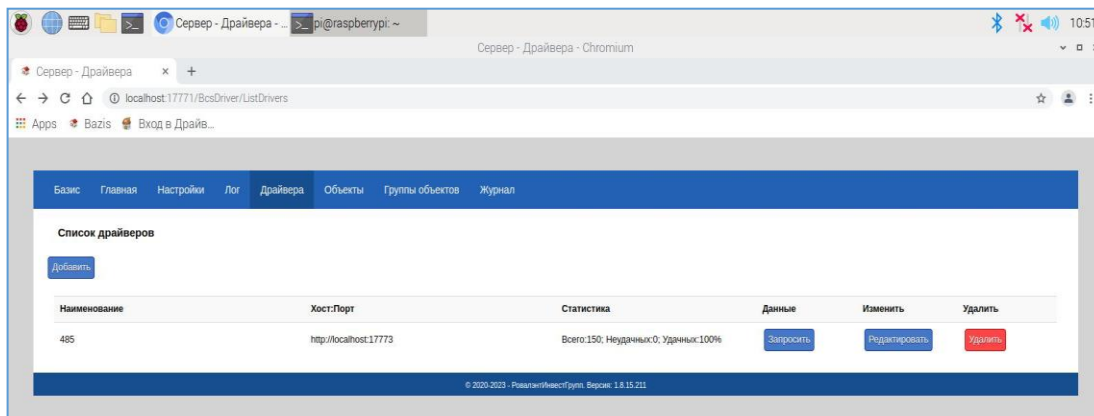 Сервер - Драйвера - ... pi@raspberrypi: ~ 10:51
Сервер - Драйвера - Chromium
Сервер - Драйвера × +
localhost:17771/BcsDriver/ListDrivers
Apps Bazis Вход в Драйв...
Базис Главная Настройки Лог Драйвера Объекты Группы объектов Журнал
Список драйверов
Добавить
Наименование Хост:Порт Статистика Данные Изменить Удалить
485 http://localhost:17773 Всего:150; Неудачных:0; Удачных:100% Запросить Редактировать Удалить
© 2020-2023 - РовалэнтИнвестГрупп. Версия: 1.8.15.211